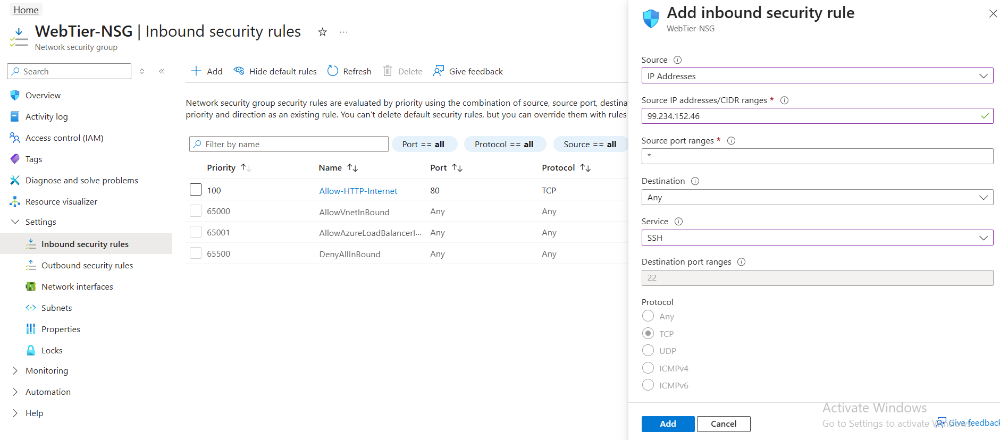 Home
WebTier-NSG | Inbound security rules
Network security group
Search
Overview
Activity log
Access control (IAM)
Tags
Diagnose and solve problems
Resource visualizer
Settings
Inbound security rules
Outbound security rules
Network interfaces
Subnets
Properties
Locks
Monitoring
Automation
Help
Add Hide default rules Refresh Delete Give feedback
Network security group security rules are evaluated by priority using the combination of source, source port, destina
priority and direction as an existing rule. You can't delete default security rules, but you can override them with rules
Filter by name Port == all Protocol == all Source == all
Priority Name Port Protocol
100 Allow-HTTP-Internet 80 TCP
65000 AllowVnetInBound Any Any
65001 AllowAzureLoadBalancerI... Any Any
65500 DenyAllInBound Any Any
Add inbound security rule
WebTier-NSG
Source
IP Addresses
Source IP addresses/CIDR ranges *
99.234.152.46
Source port ranges *
*
Destination
Any
Service
SSH
Destination port ranges
22
Protocol
Any
TCP
UDP
ICMPv4
ICMPv6
Add Cancel
Activate Windows
Go to Settings to activate Windows.
Give feedback